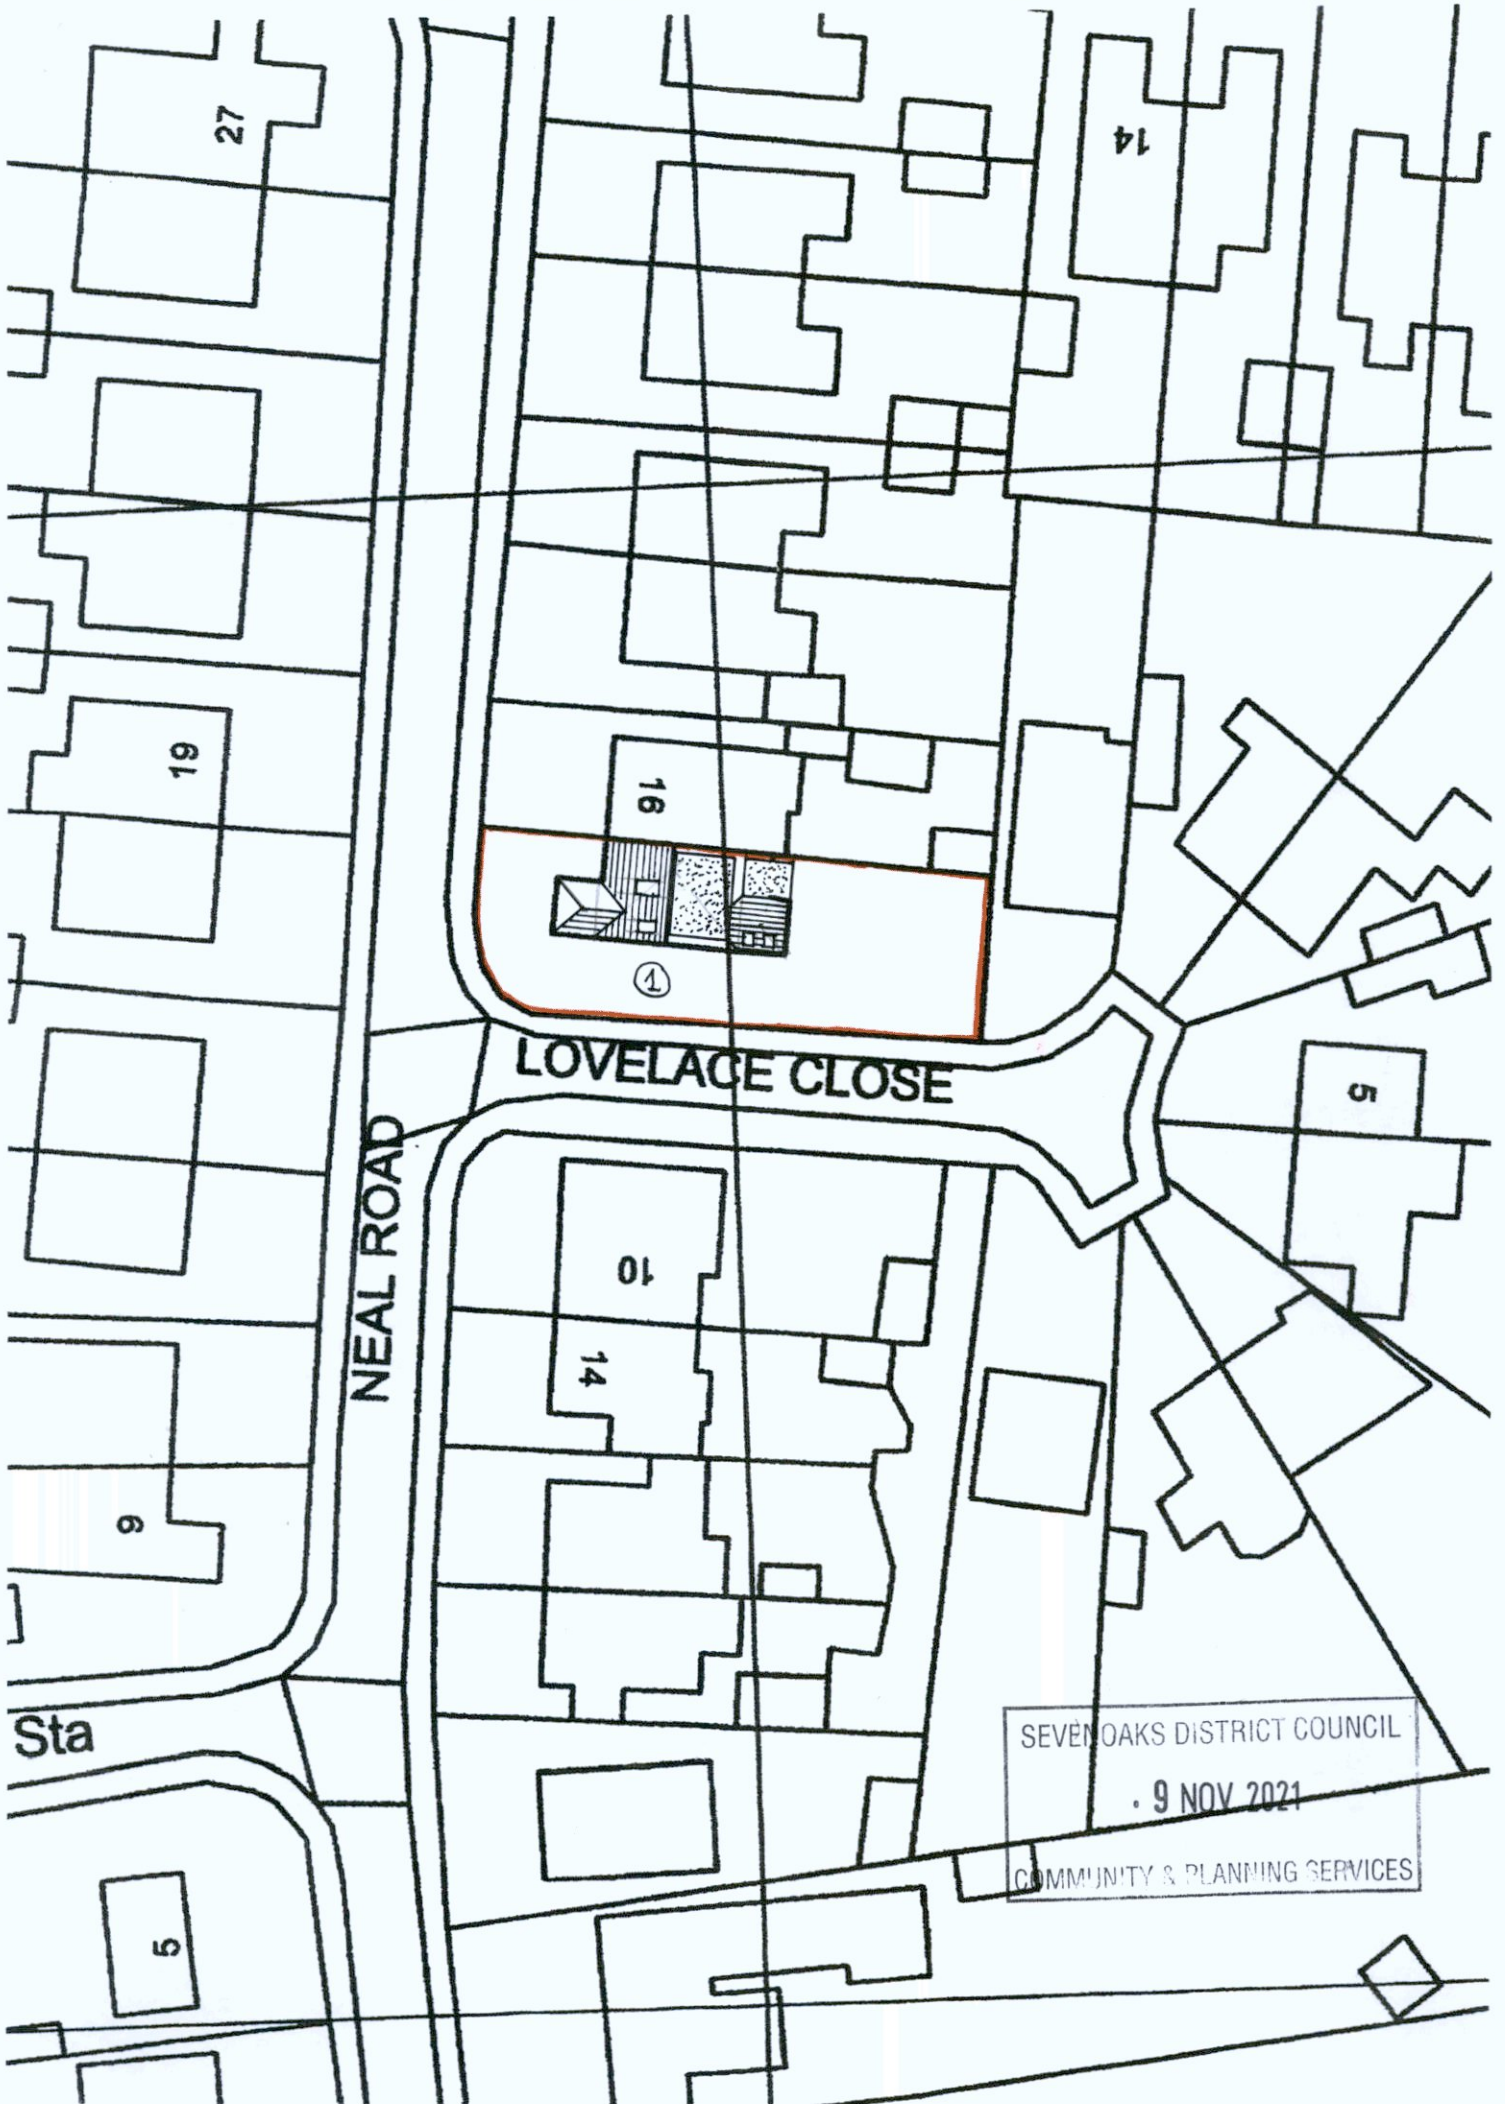 27
14
19
16
1
LOVELACE CLOSE
5
NEAL ROAD
10
14
9
Sta
SEVENOAKS DISTRICT COUNCIL
9 NOV 2021
COMMUNITY & PLANNING SERVICES
5